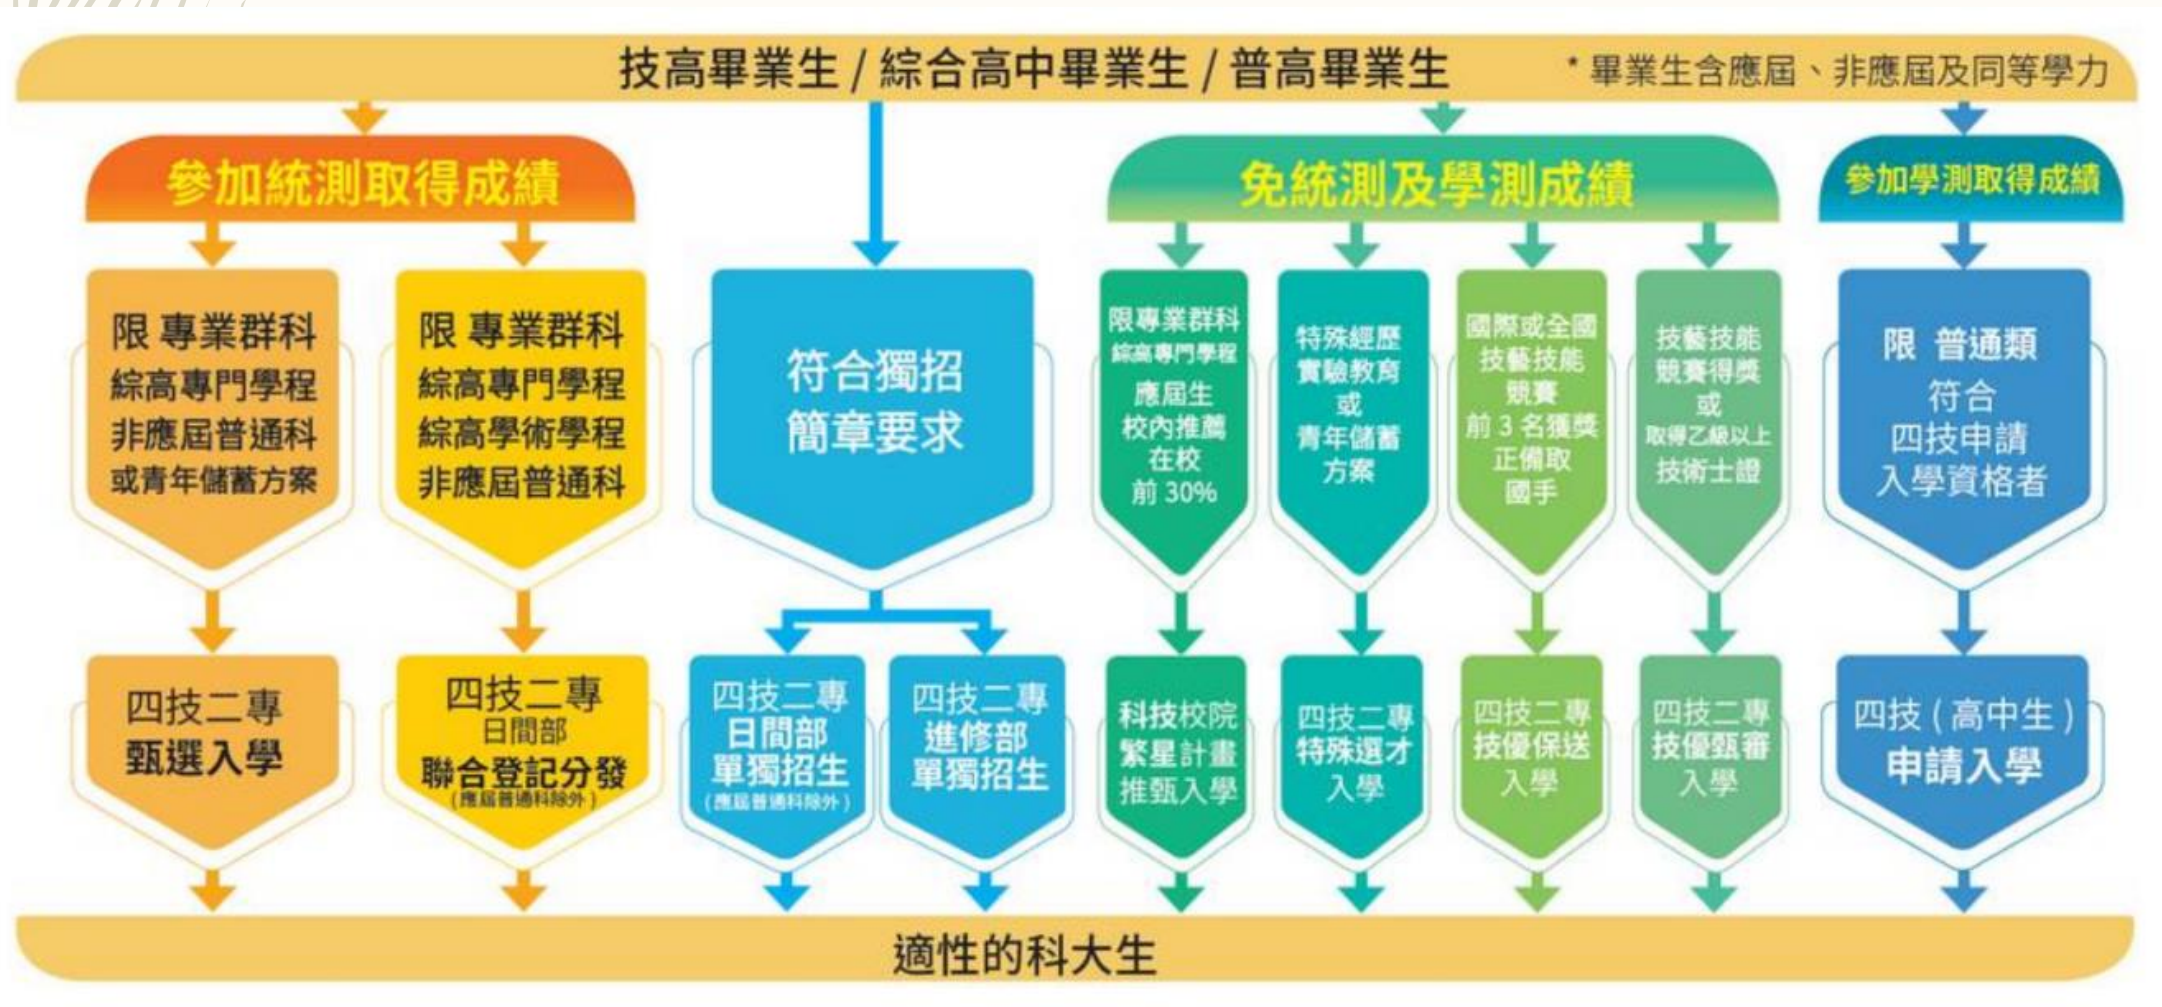 技高畢業生 / 綜合高中畢業生 / 普高畢業生
* 畢業生含應屆、非應屆及同等學力
參加統測取得成績
免統測及學測成績
參加學測取得成績
限 專業群科
綜高專門學程
非應屆普通科
或青年儲蓄方案
限 專業群科
綜高專門學程
綜高學術學程
非應屆普通科
符合獨招
簡章要求
限專業群科
綜高專門學程
應屆生
校內推薦
在校
前 30%
特殊經歷
實驗教育
或
青年儲蓄
方案
國際或全國
技藝技能
競賽
前 3 名獲獎
正備取
國手
技藝技能
競賽得獎
或
取得乙級以上
技術士證
限 普通類
符合
四技申請
入學資格者
四技二專
甄選入學
四技二專
日間部
聯合登記分發
(應屆普通科除外)
四技二專
日間部
單獨招生
(應屆普通科除外)
四技二專
進修部
單獨招生
科技校院
繁星計畫
推甄入學
四技二專
特殊選才
入學
四技二專
技優保送
入學
四技二專
技優甄審
入學
四技 ( 高中生 )
申請入學
適性的科大生